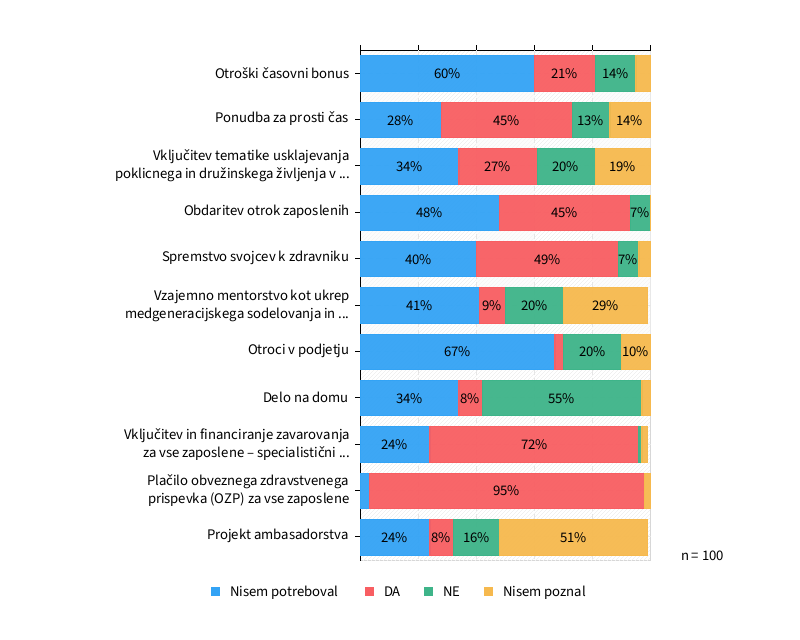 Otroški časovni bonus
60% 21% 14%
Ponudba za prosti čas
28% 45% 13% 14%
Vključitev tematike usklajevanja
poklicnega in družinskega življenja v ...
34% 27% 20% 19%
Obdaritev otrok zaposlenih
48% 45% 7%
Spremstvo svojcev k zdravniku
40% 49% 7%
Vzajemno mentorstvo kot ukrep
medgeneracijskega sodelovanja in ...
41% 9% 20% 29%
Otroci v podjetju
67% 20% 10%
Delo na domu
34% 8% 55%
Vključitev in financiranje zavarovanja
za vse zaposlene – specialistični ...
24% 72%
Plačilo obveznega zdravstvenega
prispevka (OZP) za vse zaposlene
95%
Projekt ambasadorstva
24% 8% 16% 51%
n = 100
Nisem potreboval DA NE Nisem poznal